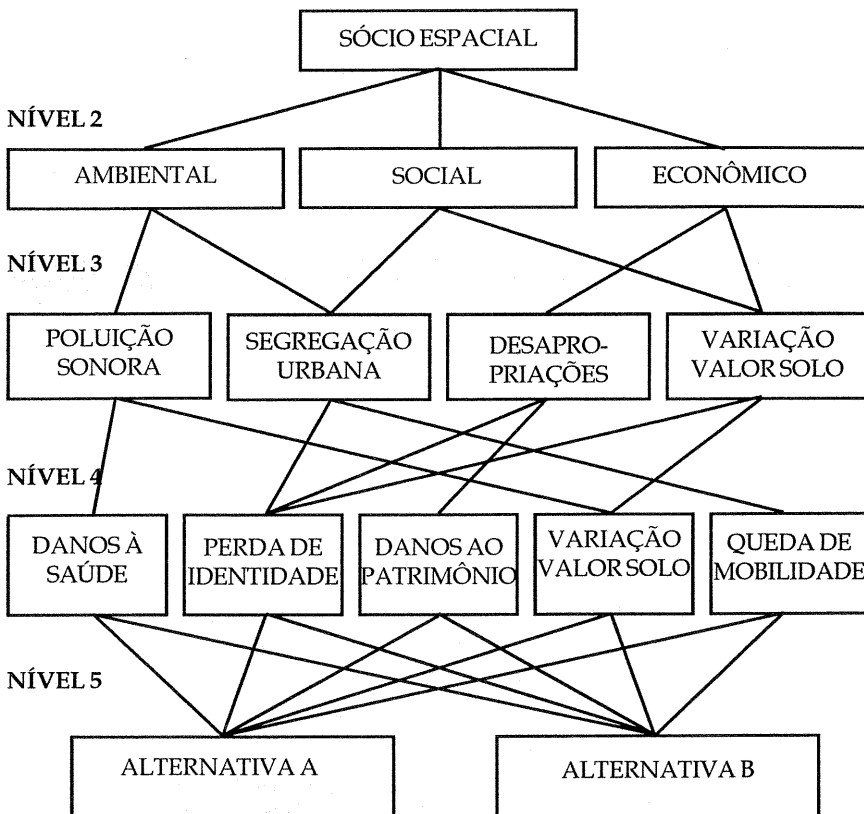 SÓCIO ESPACIAL
NÍVEL 2
AMBIENTAL
SOCIAL
ECONÔMICO
NÍVEL 3
POLUIÇÃO
SONORA
SEGREGAÇÃO
URBANA
DESAPRO-
PRIAÇÕES
VARIAÇÃO
VALOR SOLO
NÍVEL 4
DANOS À
SAÚDE
PERDA DE
IDENTIDADE
DANOS AO
PATRIMÔNIO
VARIAÇÃO
VALOR SOLO
QUEDA DE
MOBILIDADE
NÍVEL 5
ALTERNATIVA A
ALTERNATIVA B